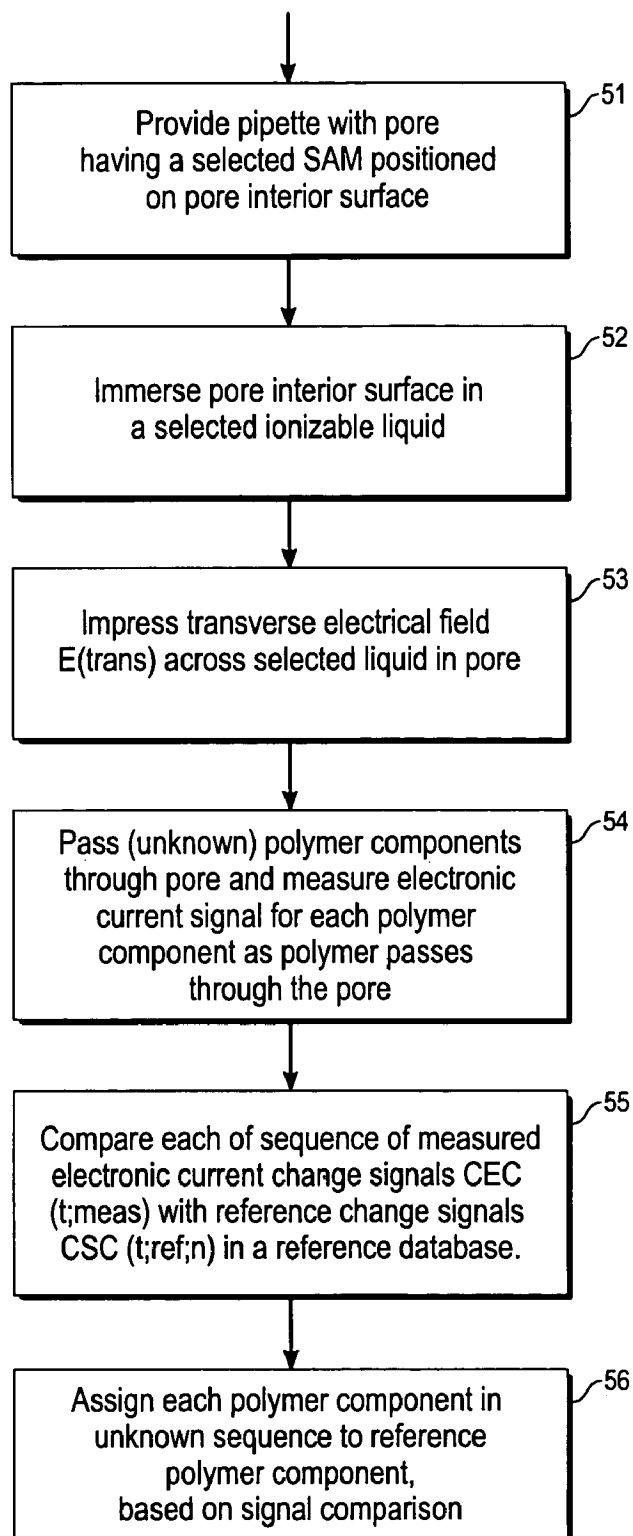 51
Provide pipette with pore
having a selected SAM positioned
on pore interior surface
52
Immerse pore interior surface in
a selected ionizable liquid
53
Impress transverse electrical field
E(trans) across selected liquid in pore
54
Pass (unknown) polymer components
through pore and measure electronic
current signal for each polymer
component as polymer passes
through the pore
55
Compare each of sequence of measured
electronic current change signals CEC
(t;meas) with reference change signals
CSC (t;ref;n) in a reference database.
56
Assign each polymer component in
unknown sequence to reference
polymer component,
based on signal comparison